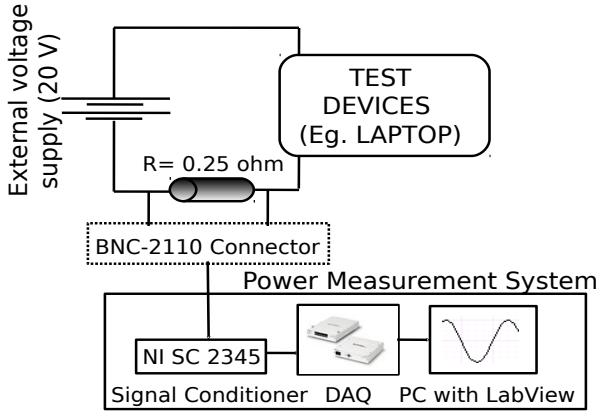 External voltage
supply (20 V)
TEST
DEVICES
(Eg. LAPTOP)
R= 0.25 ohm
BNC-2110 Connector
Power Measurement System
NI SC 2345
Signal Conditioner
DAQ
PC with LabView